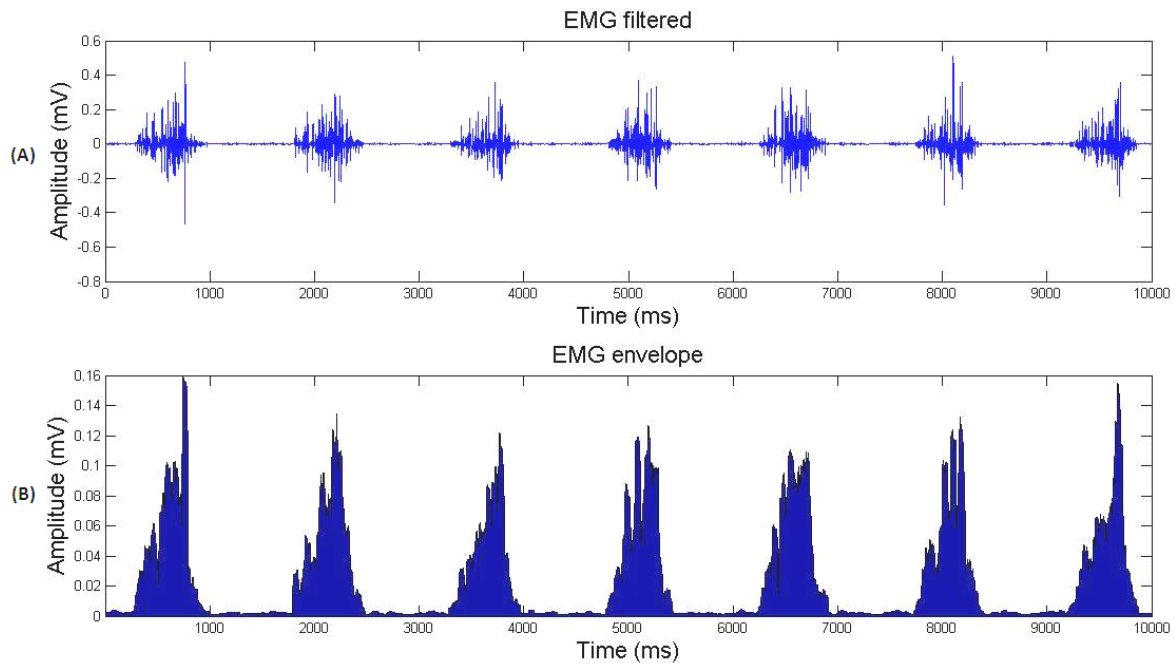 EMG filtered
0.6
0.4
0.2
0
-0.2
-0.4
-0.6
-0.8
Amplitude (mV)
(A)
0 1000 2000 3000 4000 5000 6000 7000 8000 9000 10000
Time (ms)
EMG envelope
0.16
0.14
0.12
0.1
0.08
0.06
0.04
0.02
0
Amplitude (mV)
(B)
1000 2000 3000 4000 5000 6000 7000 8000 9000 10000
Time (ms)